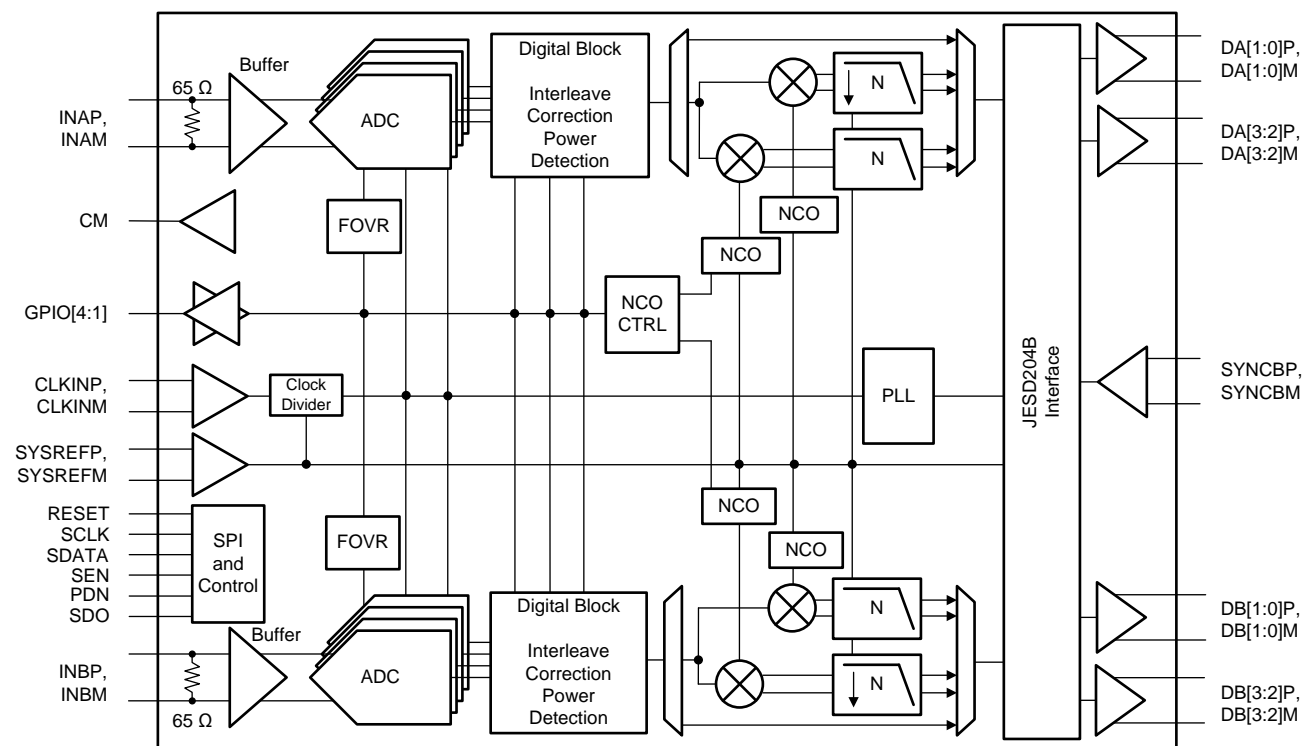 65 Ω
Buffer
INAP,
INAM
ADC
Digital Block
Interleave
Correction
Power
Detection
N
N
DA[1:0]P,
DA[1:0]M
DA[3:2]P,
DA[3:2]M
CM
FOVR
NCO
NCO
GPIO[4:1]
NCO
CTRL
CLKINP,
CLKINM
Clock
Divider
PLL
JESD204B
Interface
SYNCBP,
SYNCBM
SYSREFP,
SYSREFM
RESET
SCLK
SDATA
SEN
PDN
SDO
SPI
and
Control
FOVR
NCO
NCO
Buffer
INBP,
INBM
65 Ω
ADC
Digital Block
Interleave
Correction
Power
Detection
N
N
DB[1:0]P,
DB[1:0]M
DB[3:2]P,
DB[3:2]M